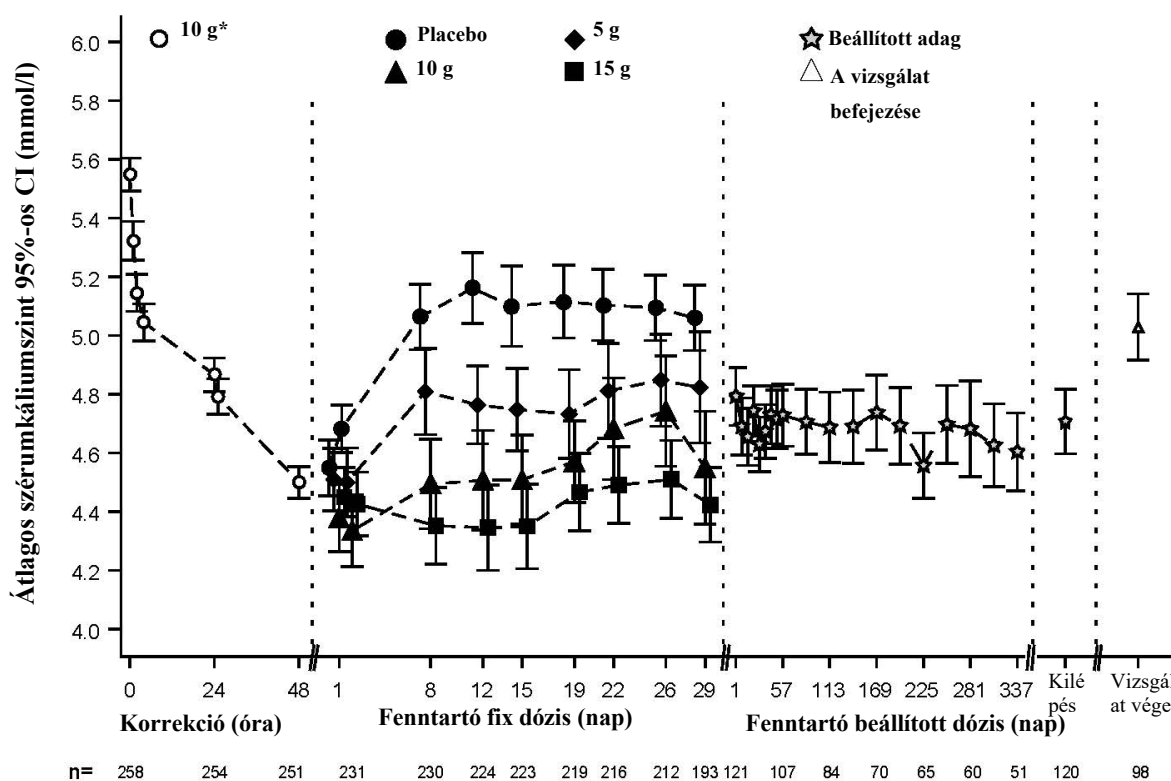 10 g*
Placebo
5 g
Beállított adag
10 g
15 g
A vizsgálat
befejezése
Átlagos szérumkáliumszint 95%-os CI (mmol/l)
6.0
5.8
5.6
5.4
5.2
5.0
4.8
4.6
4.4
4.2
4.0
0 24 48 1 8 12 15 19 22 26 29 1 57 113 169 225 281 337
Kilé
pés
Vizsgál
at vége
Korrekció (óra)
Fenntartó fix dózis (nap)
Fenntartó beállított dózis (nap)
n= 258 254 251 231 230 224 223 219 216 212 193 121 107 84 70 65 60 51 120 98